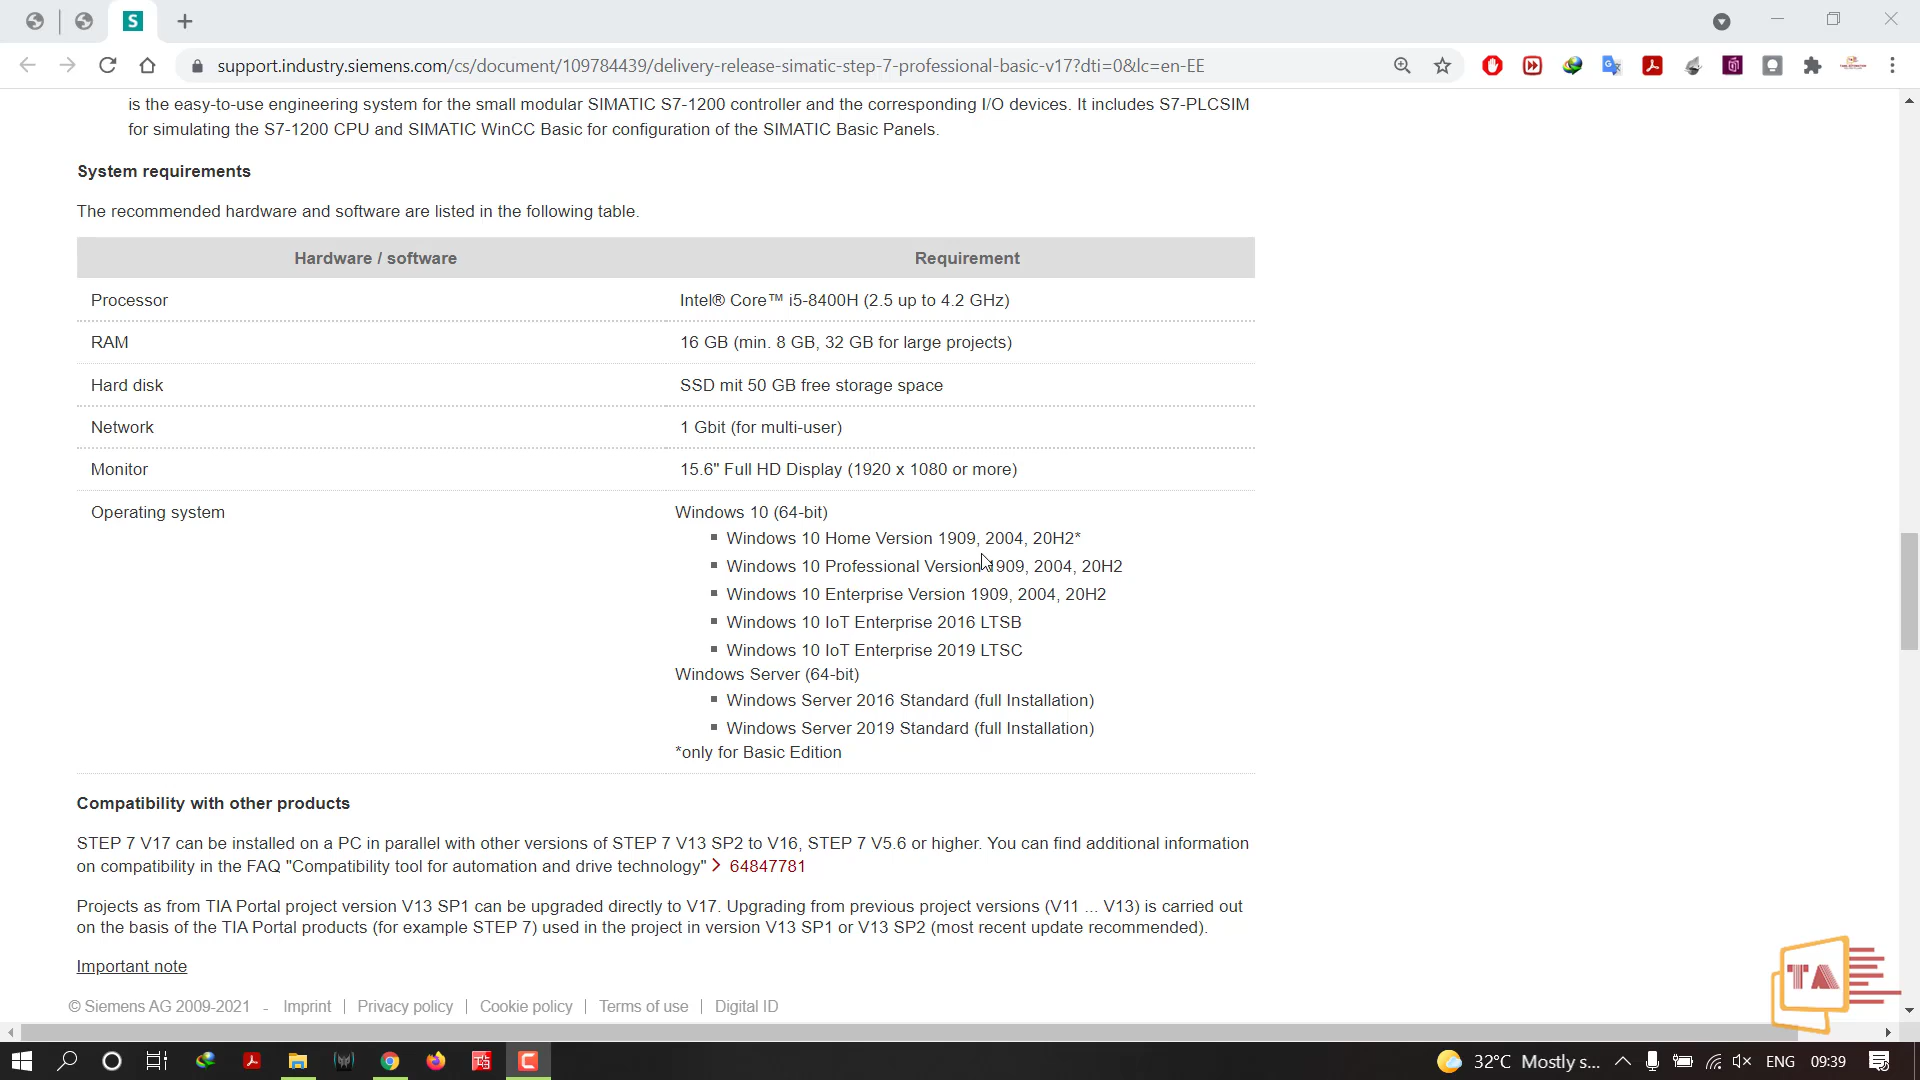 S
support.industry.siemens.com/cs/document/109784439/delivery-release-simatic-step-7-professional-basic-v17?dti=0&lc=en-EE
is the easy-to-use engineering system for the small modular SIMATIC S7-1200 controller and the corresponding I/O devices. It includes S7-PLCSIM
for simulating the S7-1200 CPU and SIMATIC WinCC Basic for configuration of the SIMATIC Basic Panels.
System requirements
The recommended hardware and software are listed in the following table.
Hardware / software Requirement
Processor Intel® Core™ i5-8400H (2.5 up to 4.2 GHz)
RAM 16 GB (min. 8 GB, 32 GB for large projects)
Hard disk SSD mit 50 GB free storage space
Network 1 Gbit (for multi-user)
Monitor 15.6" Full HD Display (1920 x 1080 or more)
Operating system Windows 10 (64-bit)
Windows 10 Home Version 1909, 2004, 20H2*
Windows 10 Professional Version 1909, 2004, 20H2
Windows 10 Enterprise Version 1909, 2004, 20H2
Windows 10 IoT Enterprise 2016 LTSB
Windows 10 IoT Enterprise 2019 LTSC
Windows Server (64-bit)
Windows Server 2016 Standard (full Installation)
Windows Server 2019 Standard (full Installation)
*only for Basic Edition
Compatibility with other products
STEP 7 V17 can be installed on a PC in parallel with other versions of STEP 7 V13 SP2 to V16, STEP 7 V5.6 or higher. You can find additional information
on compatibility in the FAQ "Compatibility tool for automation and drive technology" > 64847781
Projects as from TIA Portal project version V13 SP1 can be upgraded directly to V17. Upgrading from previous project versions (V11 ... V13) is carried out
on the basis of the TIA Portal products (for example STEP 7) used in the project in version V13 SP1 or V13 SP2 (most recent update recommended).
Important note
© Siemens AG 2009-2021 - Imprint | Privacy policy | Cookie policy | Terms of use | Digital ID
TA
32°C Mostly s... ENG 09:39